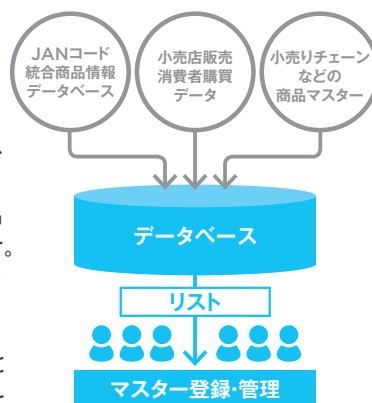 JANコード
統合商品情報
データベース
小売店販売
消費者購買
データ
小売りチェーン
などの
商品マスター
データベース
リスト
マスター登録・管理